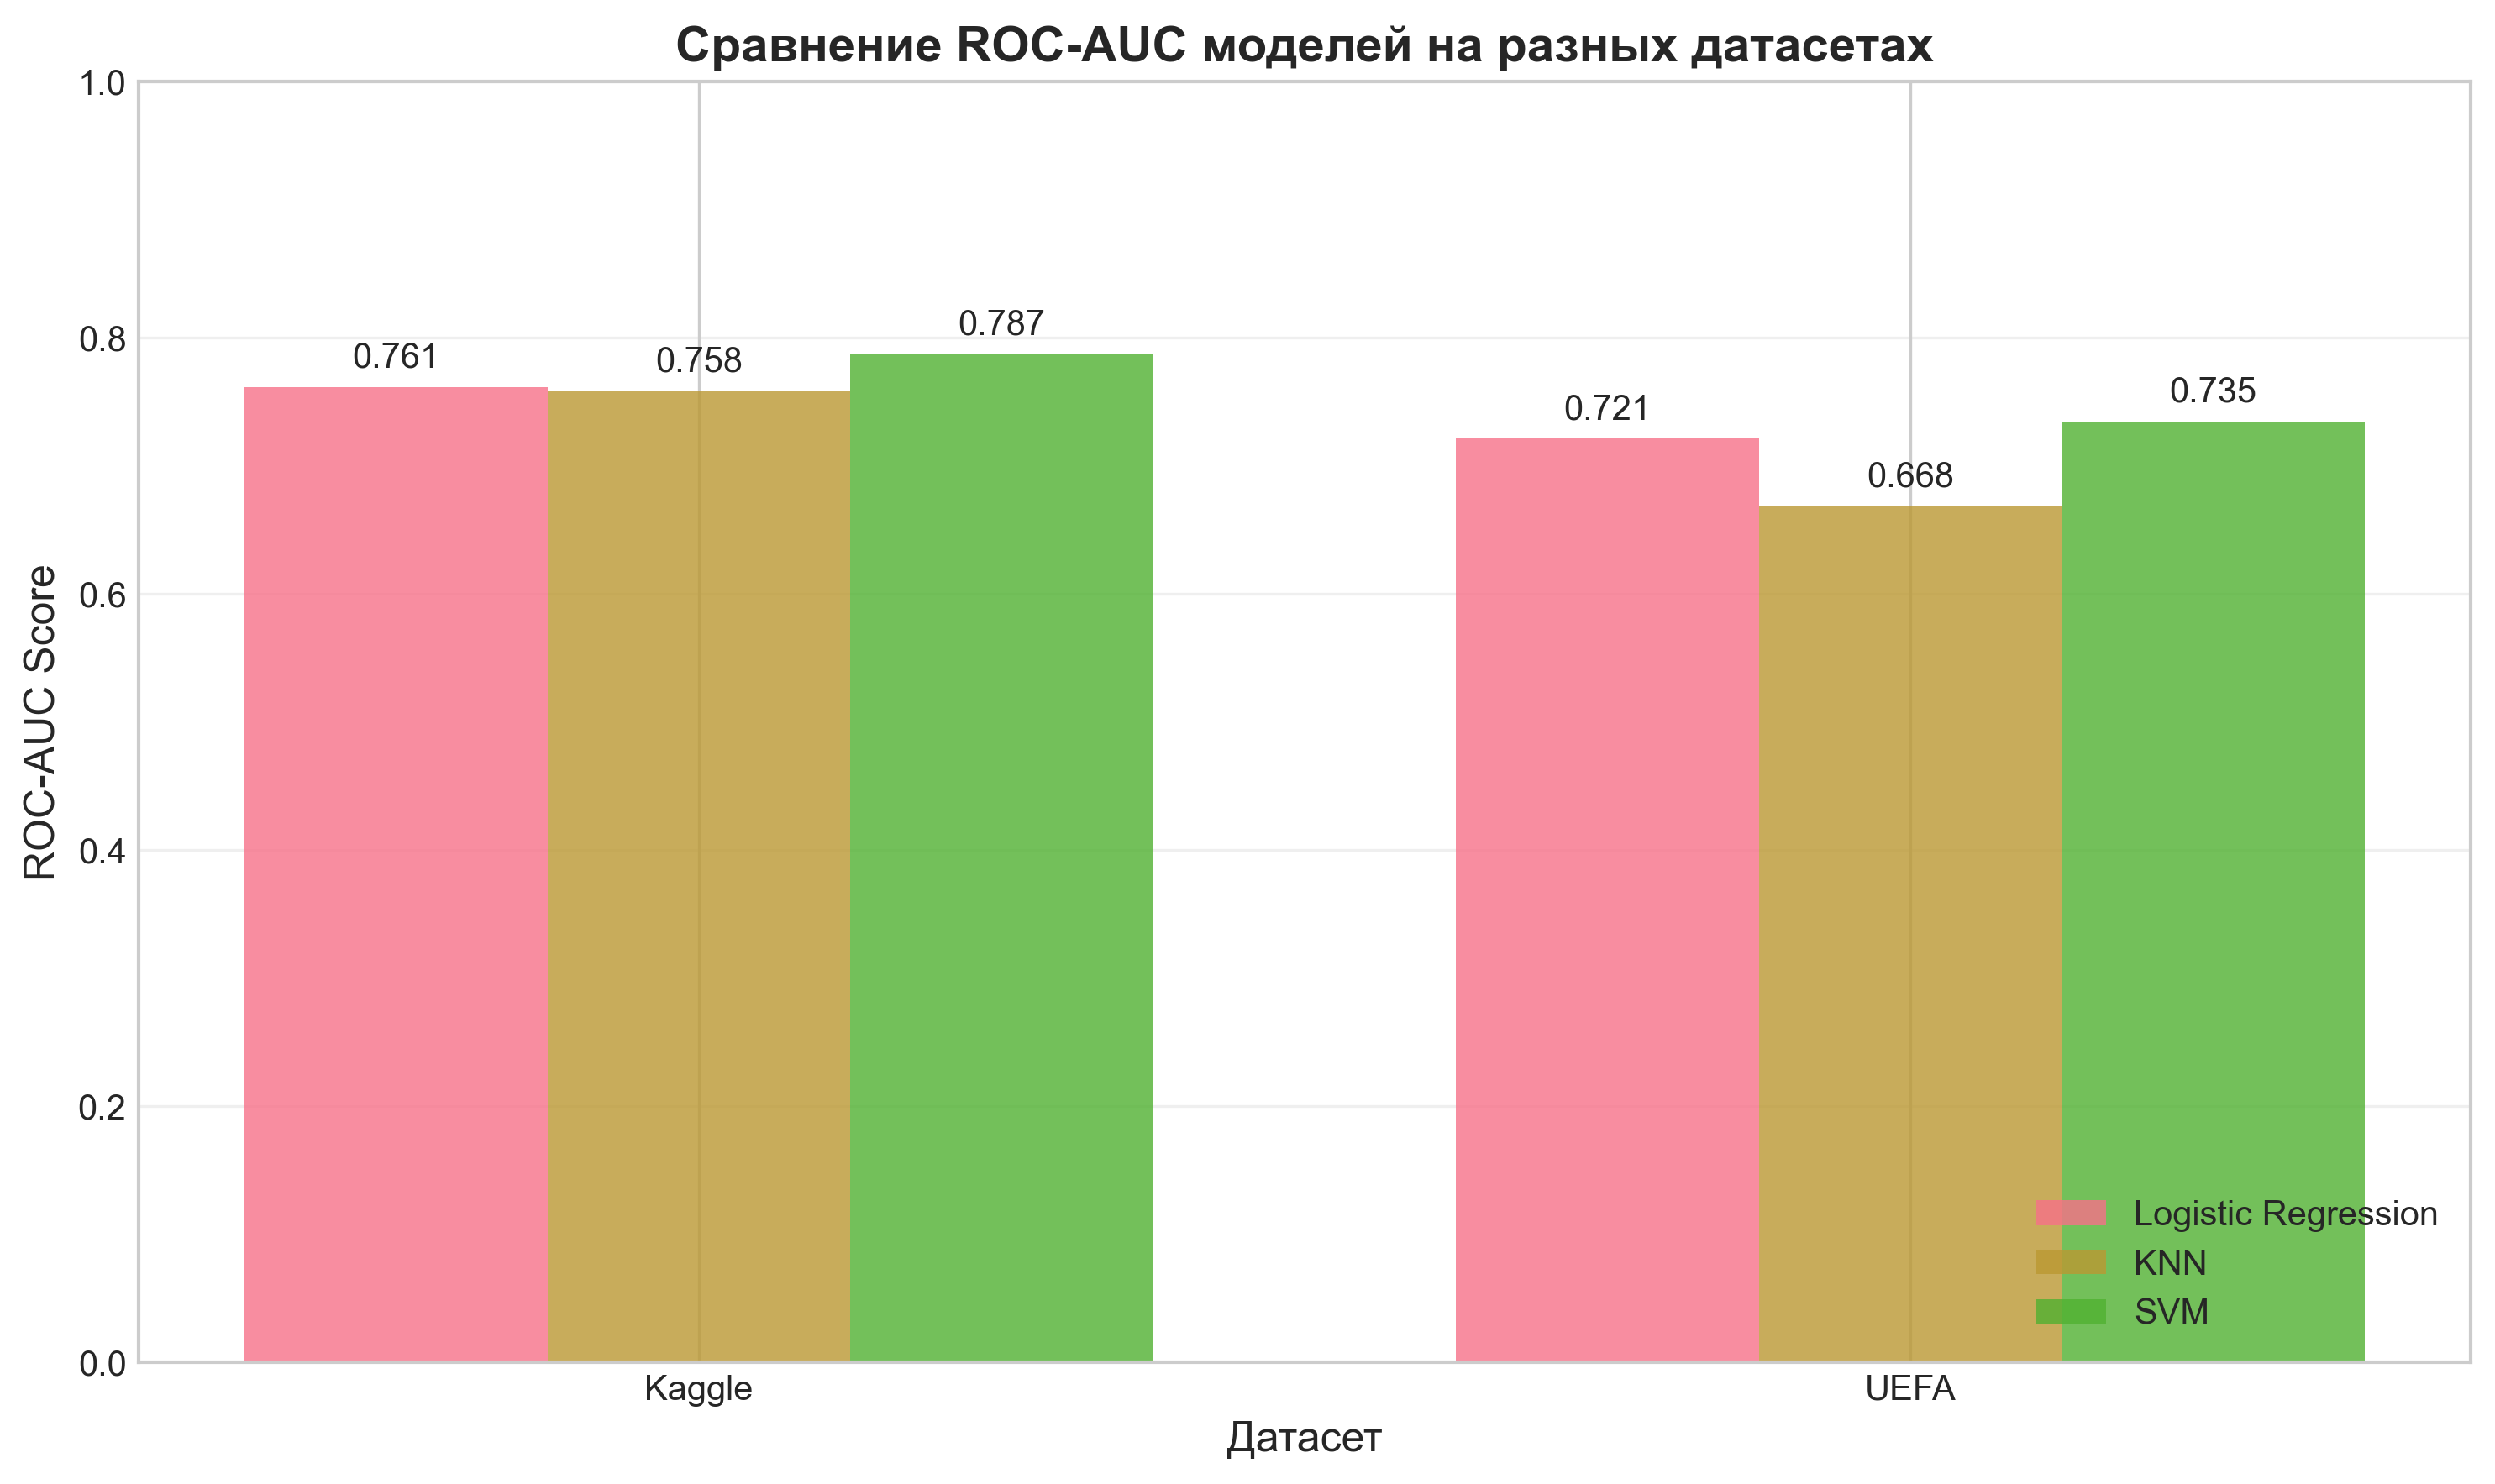 Сравнение ROC-AUC моделей на разных датасетах
ROC-AUC Score
1.0
0.8
0.6
0.4
0.2
0.0
0.761
0.758
0.787
0.721
0.668
0.735
Logistic Regression
KNN
SVM
Kaggle
UEFA
Датасет